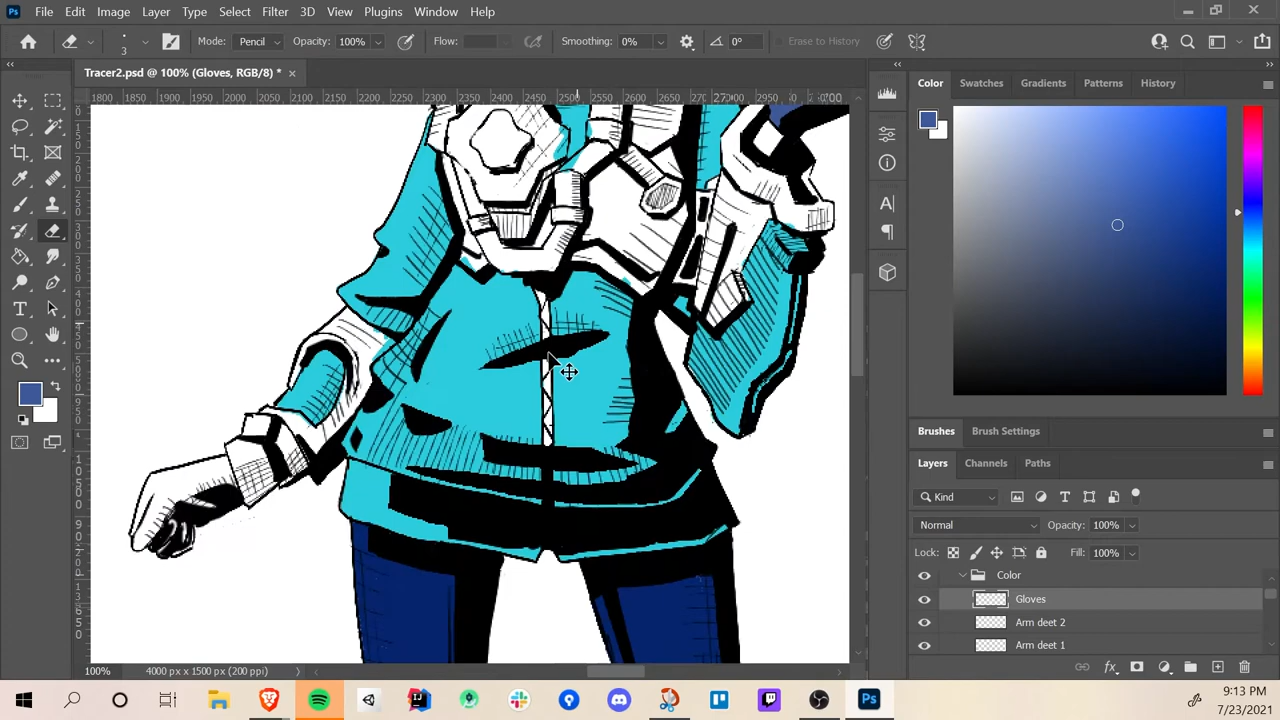 Ps File Edit Image Layer Type Select Filter 3D View Plugins Window Help
3 Mode: Pencil Opacity: 100% Flow: Smoothing: 0% 0° Erase to History
Tracer2.psd @ 100% (Gloves, RGB/8) *
1800 1850 1900 1950 2000 2050 2100 2150 2200 2250 2300 2350 2400 2450 2500 2550 2600 2650
Color Swatches Gradients Patterns History
Brushes Brush Settings
Layers Channels Paths
Kind
Normal Opacity: 100%
Lock: Fill: 100%
Color
Gloves
Arm deet 2
Arm deet 1
100% 4000 px x 1500 px (200 ppi)
Ps
9:13 PM
7/23/2021